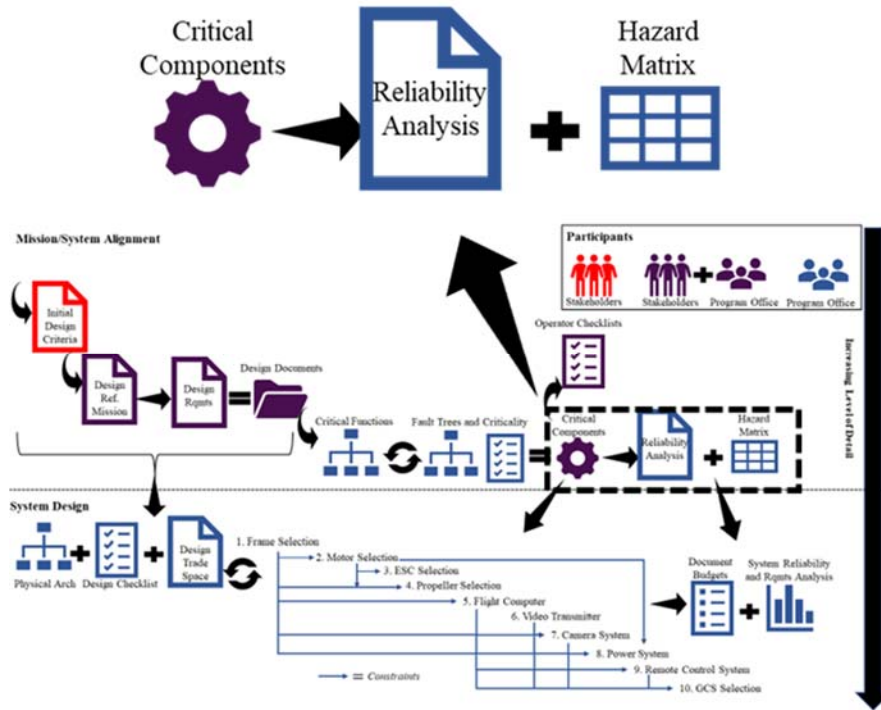 Critical
Components
Reliability
Analysis
Hazard
Matrix
Mission/System Alignment
Participants
Stakeholders
Stakeholders
Program Office
Program Office
Initial
Design
Criteria
Operator Checklists
Design
Ref.
Mission
Design
Rqmts
Design Documents
Critical Functions
Fault Trees and Criticality
Critical
Components
Reliability
Analysis
Hazard
Matrix
Increasing Level of Detail
System Design
Physical Arch
Design Checklist
Design
Trade
Space
1. Frame Selection
2. Motor Selection
3. ESC Selection
4. Propeller Selection
5. Flight Computer
6. Video Transmitter
7. Camera System
8. Power System
9. Remote Control System
10. GCS Selection
= Constraints
Document
Budgets
System Reliability
and Rqmts Analysis